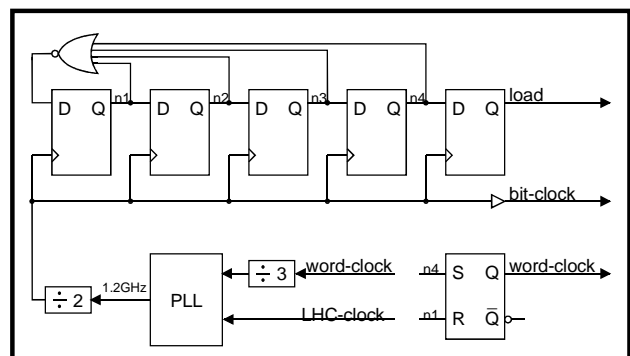 n1 n2 n3 n4
D Q D Q D Q D Q D Q load
bit-clock
÷ 3 word-clock n4 S Q word-clock
÷ 2 1.2GHz PLL
LHC-clock n1 R Q̅